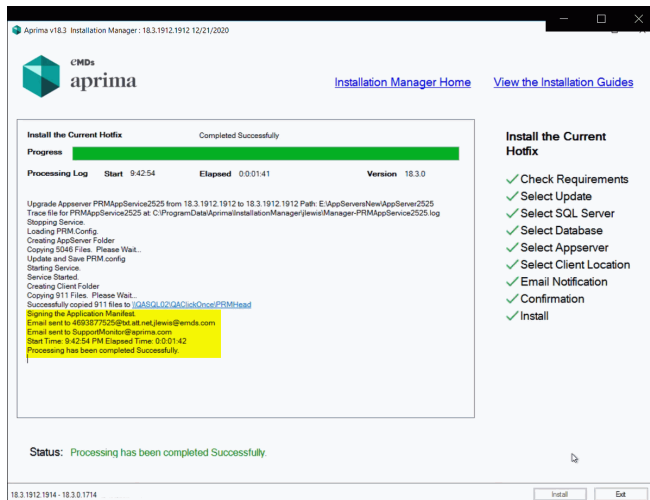 Aprima v18.3 Installation Manager : 18.3.1912.1912 12/21/2020
eMDs
aprima
Installation Manager Home
View the Installation Guides
Install the Current Hotfix
Completed Successfully
Progress
Processing Log Start 9:42:54 Elapsed 0:0:01:41 Version 18.3.0
Upgrade Appserver PRMAppService2525 from 18.3.1912.1912 to 18.3.1912.1912 Path: E:\AppServersNew\AppServer2525
Trace file for PRMAppService2525 at: C:\ProgramData\Aprima\InstallationManager\jlewis\Manager-PRMAppService2525.log
Stopping Service.
Loading PRM.Config.
Creating AppServer Folder
Copying 5046 Files. Please Wait...
Update and Save PRM.config
Starting Service.
Service Started.
Creating Client Folder
Copying 911 Files. Please Wait...
Successfully copied 911 files to \\QASQL02\QAClickOnce\PRMHead
Signing the Application Manifest.
Email sent to 4693877525@txt.att.net,jlewis@emds.com
Email sent to SupportMonitor@aprima.com
Start Time: 9:42:54 PM Elapsed Time: 0:0:01:42
Processing has been completed Successfully.
Install the Current
Hotfix
Check Requirements
Select Update
Select SQL Server
Select Database
Select Appserver
Select Client Location
Email Notification
Confirmation
Install
Status: Processing has been completed Successfully.
18.3.1912.1914 - 18.3.0.1714
Install
Exit